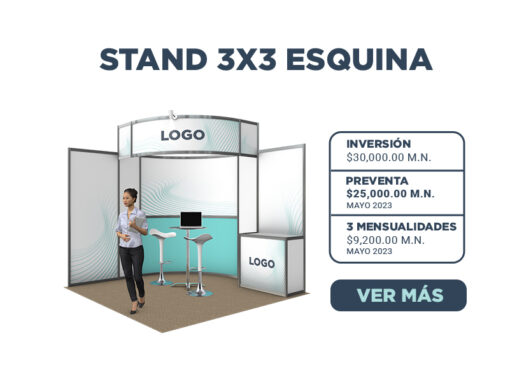 STAND 3X3 ESQUINA
LOGO
LOGO
INVERSIÓN
$30,000.00 M.N.
PREVENTA
$25,000.00 M.N.
MAYO 2023
3 MENSUALIDADES
$9,200.00 M.N.
MAYO 2023
VER MÁS